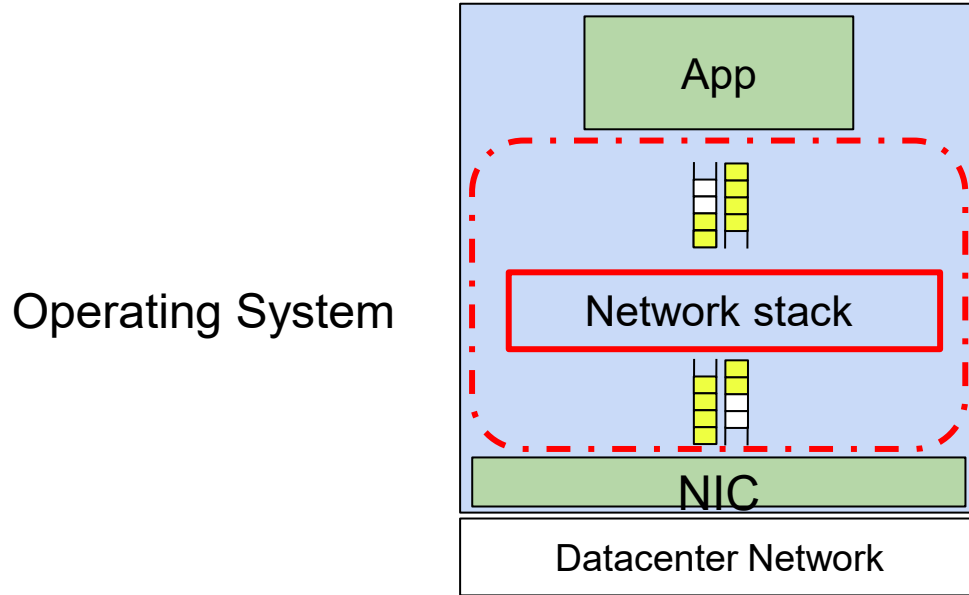 App
Operating System
Network stack
NIC
Datacenter Network